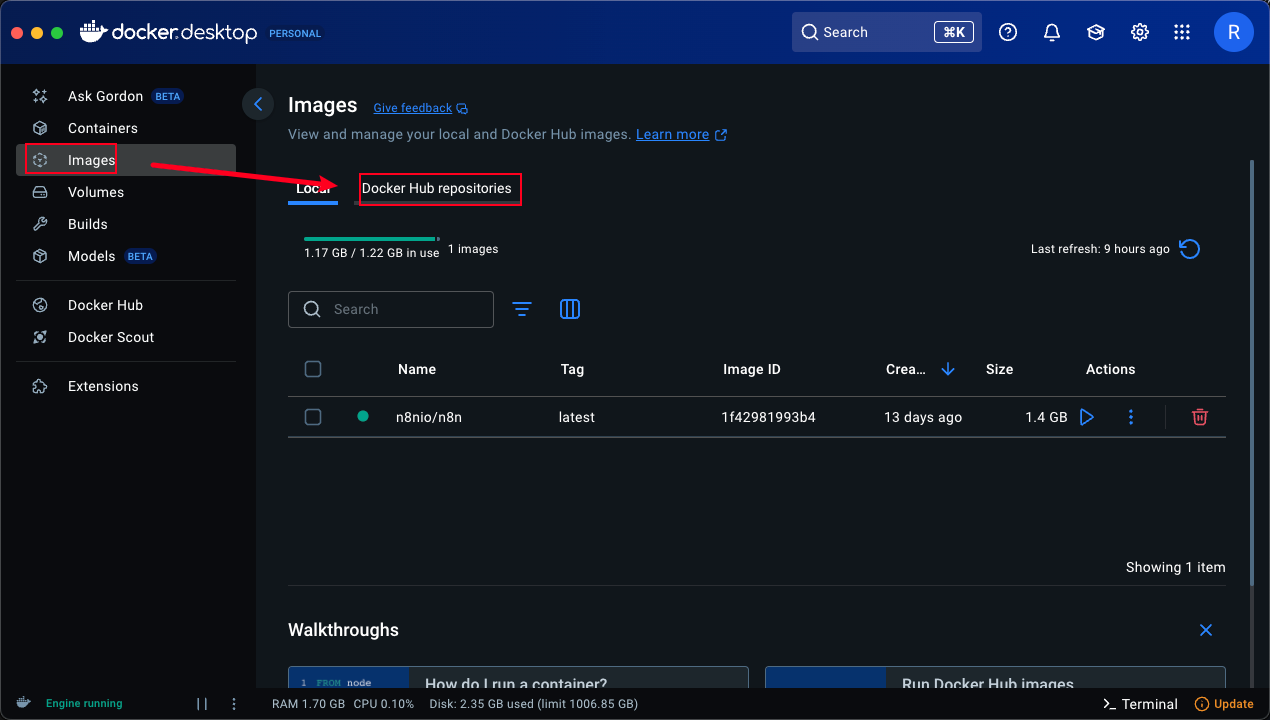 docker.desktop PERSONAL
Search ⌘K
R
Ask Gordon BETA
Containers
Images
Volumes
Builds
Models BETA
Docker Hub
Docker Scout
Extensions
Images Give feedback
View and manage your local and Docker Hub images. Learn more
Local Docker Hub repositories
1.17 GB / 1.22 GB in use 1 images
Last refresh: 9 hours ago
Search
Name Tag Image ID Crea... Size Actions
n8nio/n8n latest 1f42981993b4 13 days ago 1.4 GB
Showing 1 item
Walkthroughs
1 FROM node
How do I run a container?
Run Docker Hub images
Engine running
RAM 1.70 GB CPU 0.10% Disk: 2.35 GB used (limit 1006.85 GB)
Terminal
Update